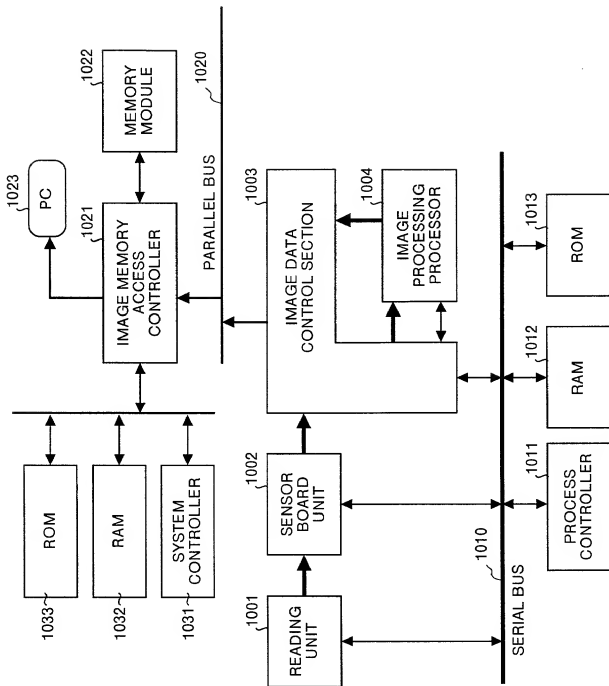 1023
PC
1022
MEMORY
MODULE
1021
IMAGE MEMORY
ACCESS
CONTROLLER
1020
PARALLEL BUS
ROM
1033
RAM
1032
SYSTEM
CONTROLLER
1031
1003
IMAGE DATA
CONTROL SECTION
1004
IMAGE
PROCESSING
PROCESSOR
1002
SENSOR
BOARD
UNIT
1001
READING
UNIT
1010
SERIAL BUS
1011
PROCESS
CONTROLLER
1012
RAM
1013
ROM